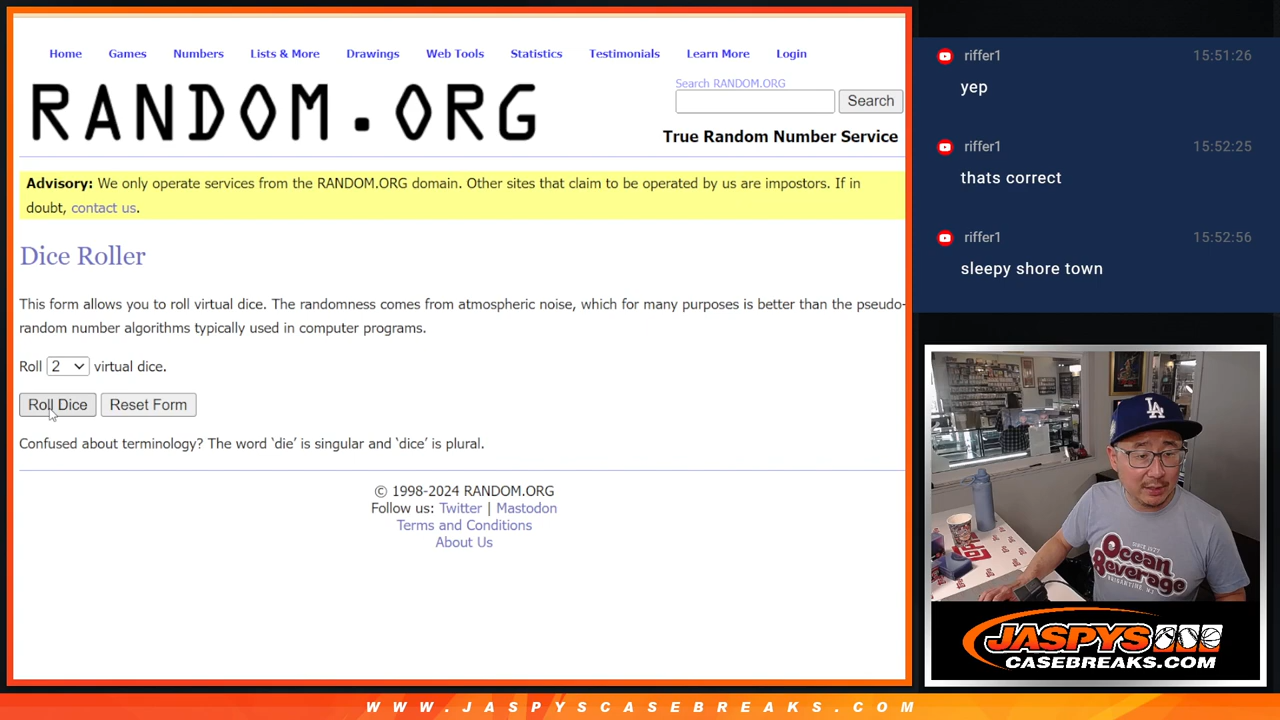 Home Games Numbers Lists & More Drawings Web Tools Statistics Testimonials Learn More Login
RANDOM.ORG
Search RANDOM.ORG
Search
True Random Number Service
Advisory: We only operate services from the RANDOM.ORG domain. Other sites that claim to be operated by us are impostors. If in
doubt, contact us.
Dice Roller
This form allows you to roll virtual dice. The randomness comes from atmospheric noise, which for many purposes is better than the pseudo-
random number algorithms typically used in computer programs.
Roll 2 virtual dice.
Roll Dice Reset Form
Confused about terminology? The word ‘die’ is singular and ‘dice’ is plural.
© 1998-2024 RANDOM.ORG
Follow us: Twitter | Mastodon
Terms and Conditions
About Us
riffer1 15:51:26
yep
riffer1 15:52:25
thats correct
riffer1 15:52:56
sleepy shore town
LA
Ocean
Beverage
BRIGANTINE, NJ
JASPYS
CASEBREAKS.COM
WWW.JASPYSCASEBREAKS.COM